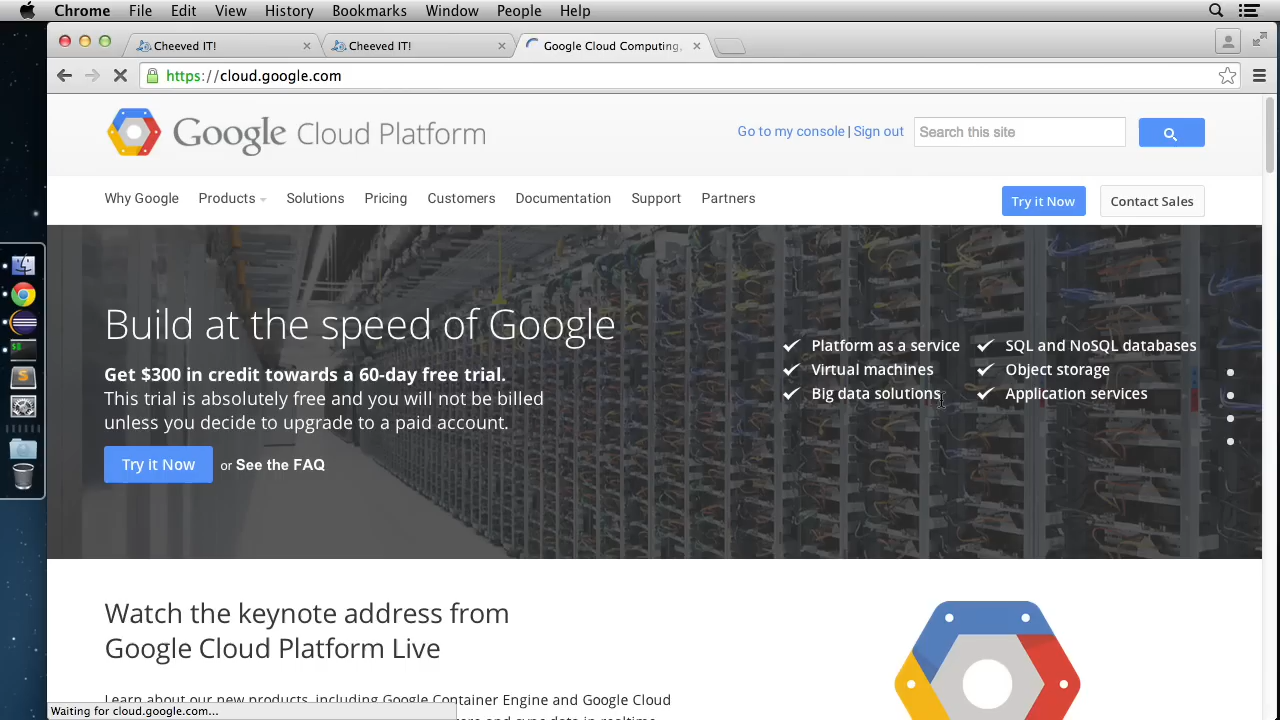 Chrome File Edit View History Bookmarks Window People Help
Cheeved IT! Cheeved IT! Google Cloud Computing,
https://cloud.google.com
Google Cloud Platform
Go to my console | Sign out Search this site
Why Google Products Solutions Pricing Customers Documentation Support Partners Try it Now Contact Sales
Build at the speed of Google
Get $300 in credit towards a 60-day free trial.
This trial is absolutely free and you will not be billed
unless you decide to upgrade to a paid account.
Try it Now or See the FAQ
Platform as a service SQL and NoSQL databases
Virtual machines Object storage
Big data solutions Application services
Watch the keynote address from
Google Cloud Platform Live
Learn about our new products, including Google Container Engine and Google Cloud
and sync data in realtime
Waiting for cloud.google.com...